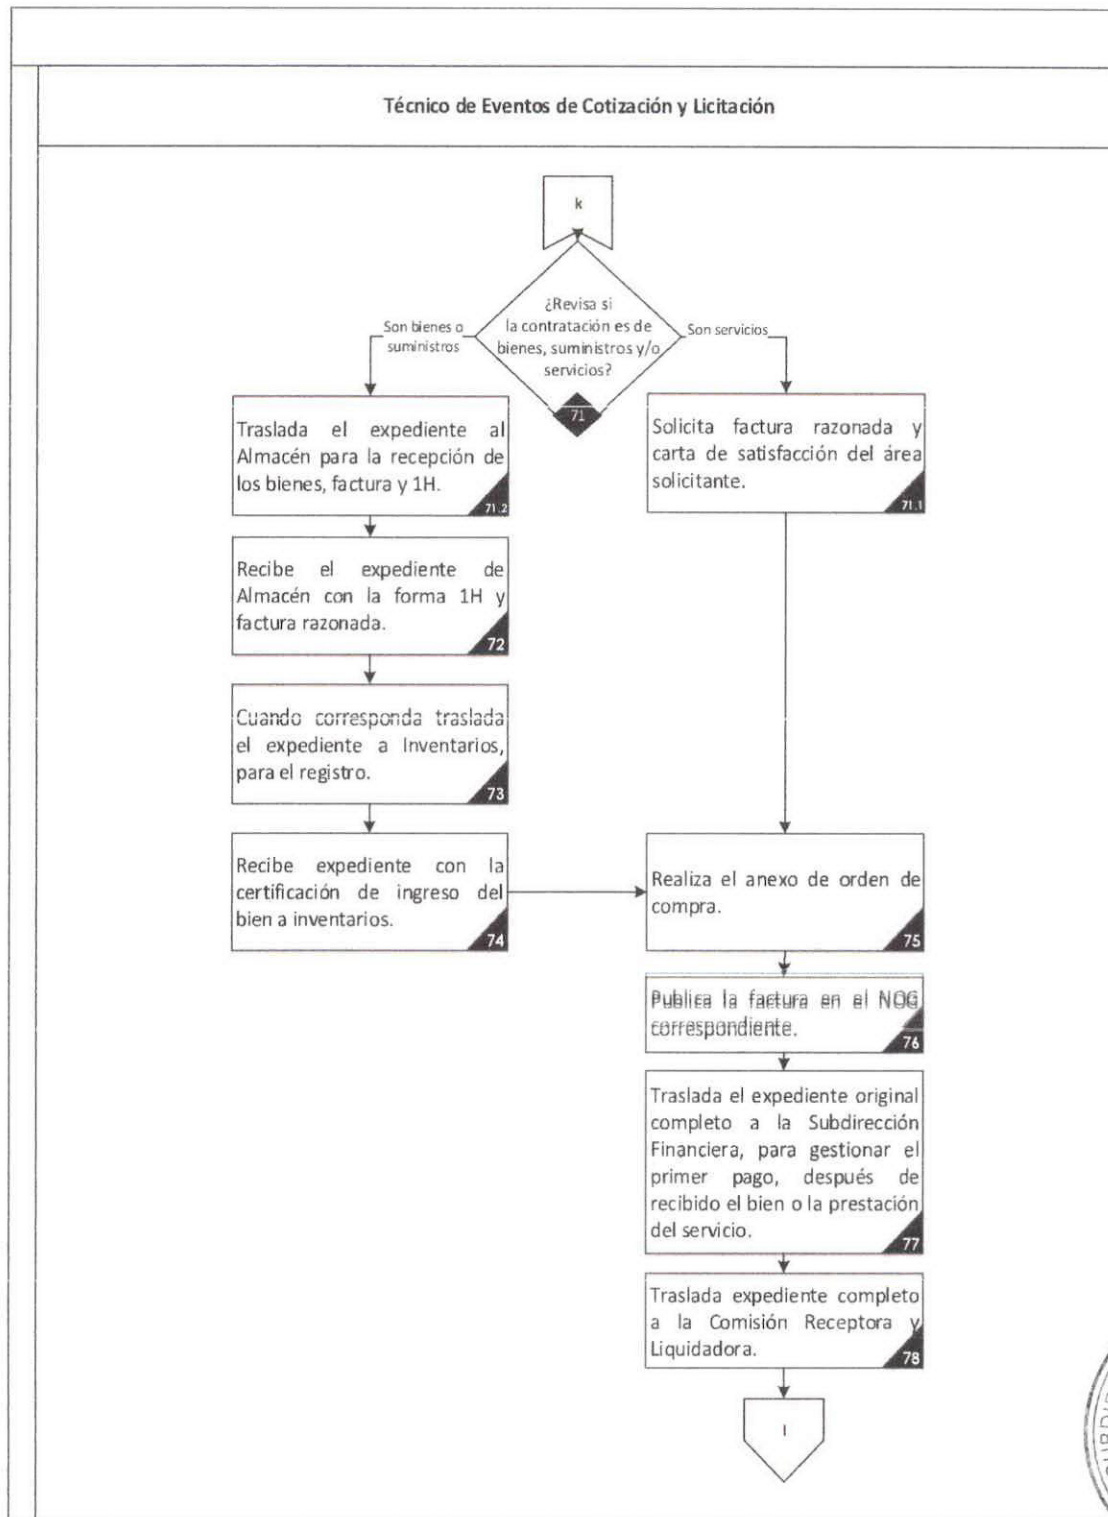 Técnico de Eventos de Cotización y Licitación
k
¿Revisa si
la contratación es de
bienes, suministros y/o
servicios?
71
Son bienes o
suministros
Son servicios
Traslada el expediente al
Almacén para la recepción de
los bienes, factura y 1H.
71.2
Solicita factura razonada y
carta de satisfacción del área
solicitante.
71.1
Recibe el expediente de
Almacén con la forma 1H y
factura razonada.
72
Cuando corresponda traslada
el expediente a Inventarios,
para el registro.
73
Recibe expediente con la
certificación de ingreso del
bien a inventarios.
74
Realiza el anexo de orden de
compra.
75
Publica la factura en el NOG
correspondiente.
76
Traslada el expediente original
completo a la Subdirección
Financiera, para gestionar el
primer pago, después de
recibido el bien o la prestación
del servicio.
77
Traslada expediente completo
a la Comisión Receptora y
Liquidadora.
78
l